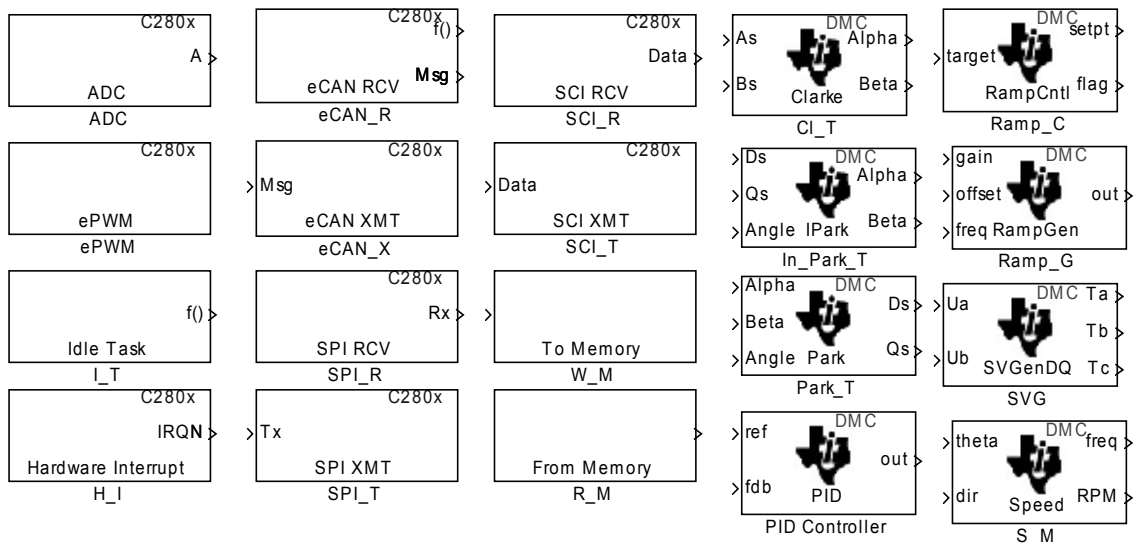 C280x
A
ADC
ADC
C280x
f()
Msg
eCAN RCV
eCAN_R
C280x
Data
SCI RCV
SCI_R
DMC
As
Alpha
Bs
Beta
Clarke
Cl_T
DMC
setpt
target
flag
RampCntl
Ramp_C
C280x
ePWM
ePWM
C280x
Msg
eCAN XMT
eCAN_X
C280x
Data
SCI XMT
SCI_T
DMC
Ds
Alpha
Qs
Beta
Angle IPark
In_Park_T
DMC
gain
offset
out
freq RampGen
Ramp_G
f()
Idle Task
I_T
C280x
Rx
SPI RCV
SPI_R
To Memory
W_M
DMC
Alpha
Ds
Beta
Qs
Angle Park
Park_T
DMC
Ta
Ua
Tb
Ub
SVGenDQ
Tc
SVG
C280x
IRQN
Hardware Interrupt
H_I
C280x
Tx
SPI XMT
SPI_T
From Memory
R_M
DMC
ref
out
fdb
PID
PID Controller
DMC
theta
freq
dir
RPM
Speed
S_M